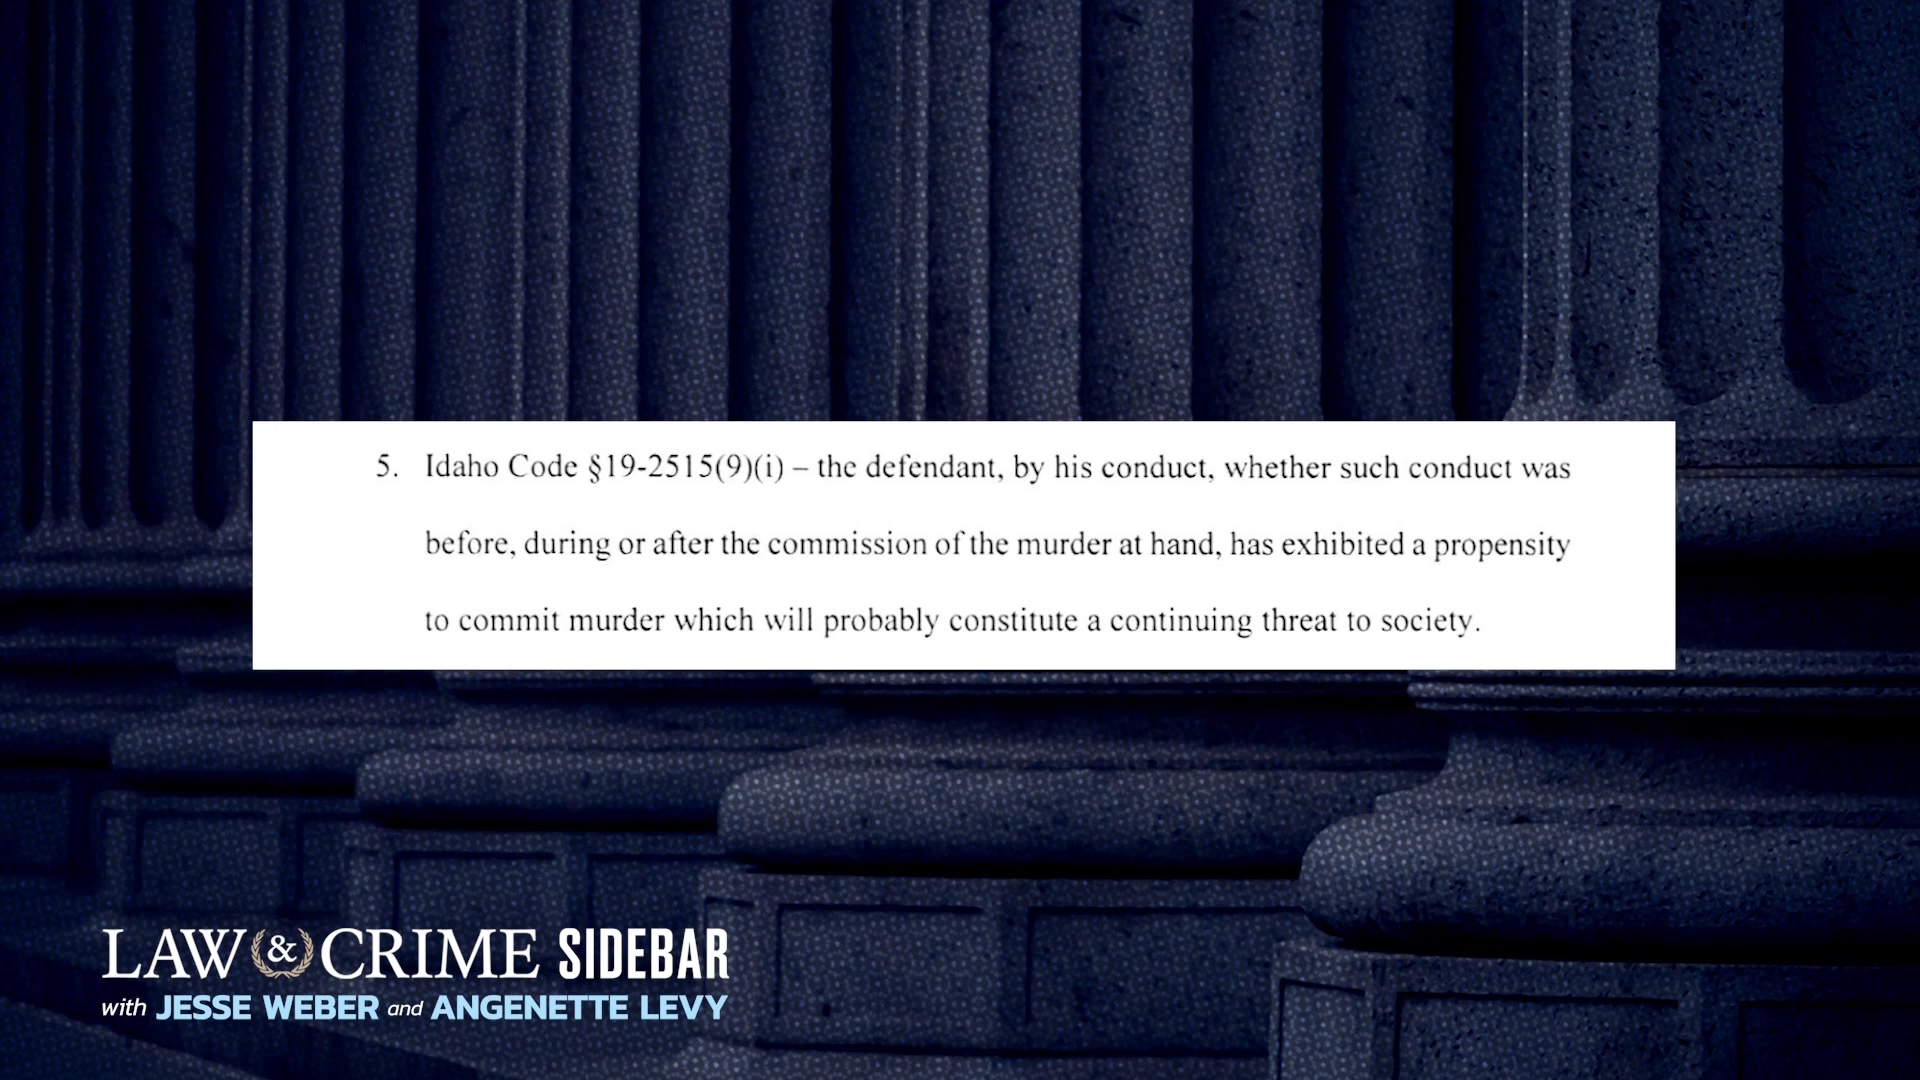 5. Idaho Code §19-2515(9)(i) – the defendant, by his conduct, whether such conduct was
before, during or after the commission of the murder at hand, has exhibited a propensity
to commit murder which will probably constitute a continuing threat to society.
LAW & CRIME SIDEBAR
with JESSE WEBER and ANGENETTE LEVY